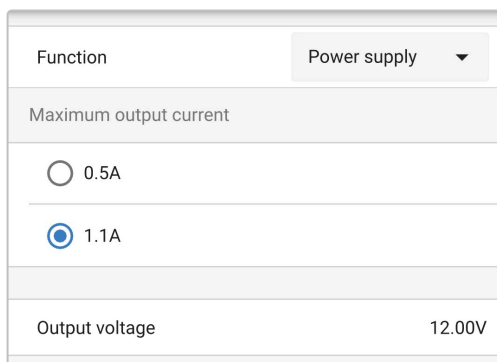 Function Power supply
Maximum output current
0.5A
1.1A
Output voltage 12.00V